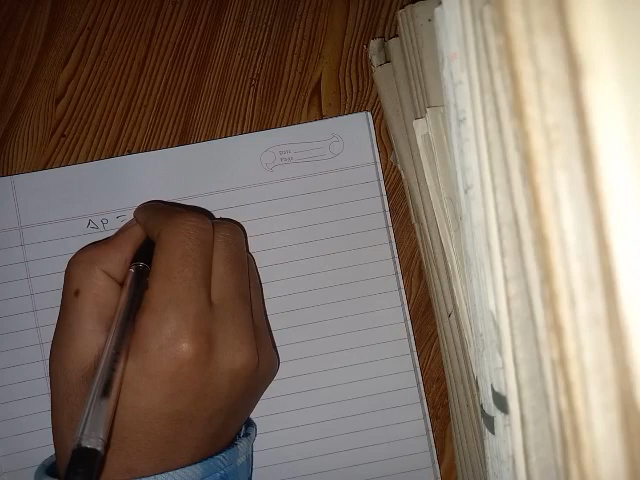 Date
Page
Δp =